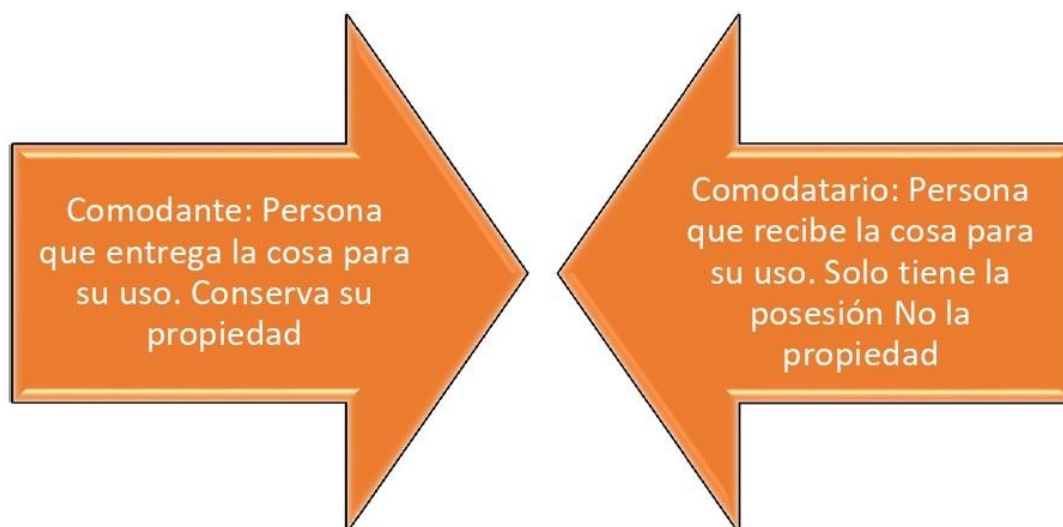 Comodante: Persona
que entrega la cosa para
su uso. Conserva su
propiedad
Comodatario: Persona
que recibe la cosa para
su uso. Solo tiene la
posesión No la
propiedad